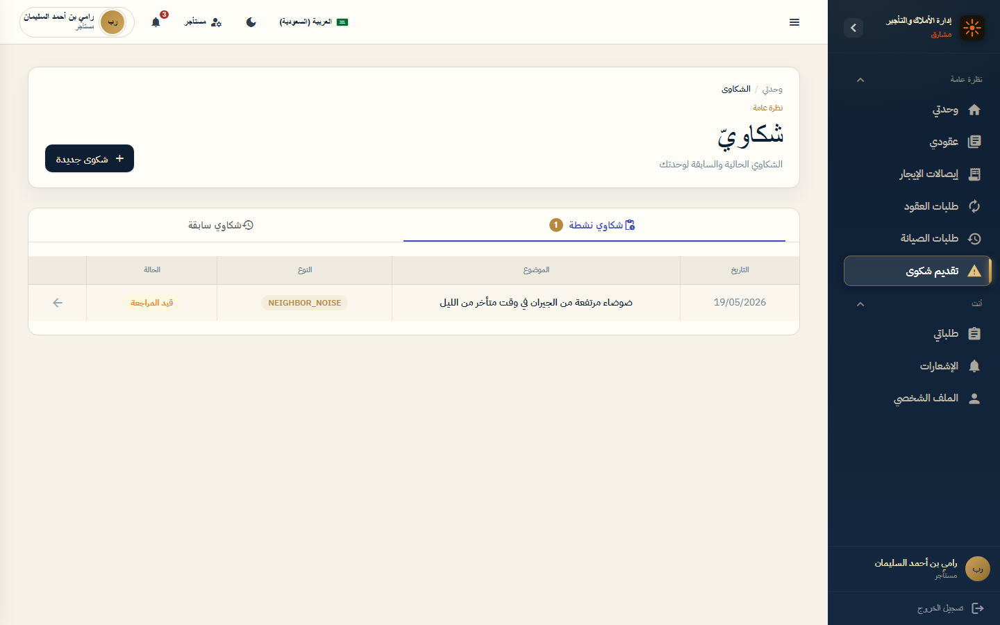 إدارة الأملاك والتأجير
مشارق
نظرة عامة
وحدتي
عقودي
إيصالات الإيجار
طلبات العقود
طلبات الصيانة
تقديم شكوى
أنت
طلباتي
الإشعارات
الملف الشخصي
رامي بن أحمد السليمان
مستأجر
رب
تسجيل الخروج
العربية (السعودية)
مستأجر
3
رب
رامي بن أحمد السليمان
مستأجر
وحدتي / الشكاوى
نظرة عامة
شكاويّ
الشكاوي الحالية والسابقة لوحدتك
شكوى جديدة
شكاوي نشطة 1
شكاوي سابقة
التاريخ الموضوع النوع الحالة
19/05/2026 ضوضاء مرتفعة من الجيران في وقت متأخر من الليل NEIGHBOR_NOISE قيد المراجعة